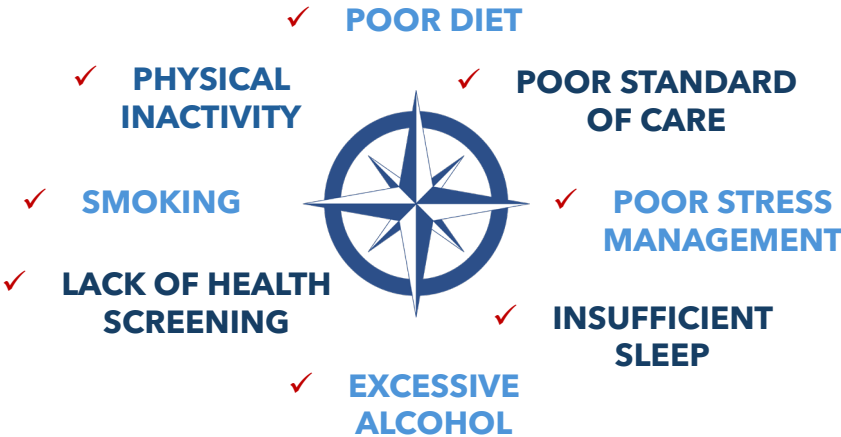 ✓ POOR DIET
✓ PHYSICAL
INACTIVITY
✓ POOR STANDARD
OF CARE
✓ SMOKING
✓ POOR STRESS
MANAGEMENT
✓ LACK OF HEALTH
SCREENING
✓ INSUFFICIENT
SLEEP
✓ EXCESSIVE
ALCOHOL